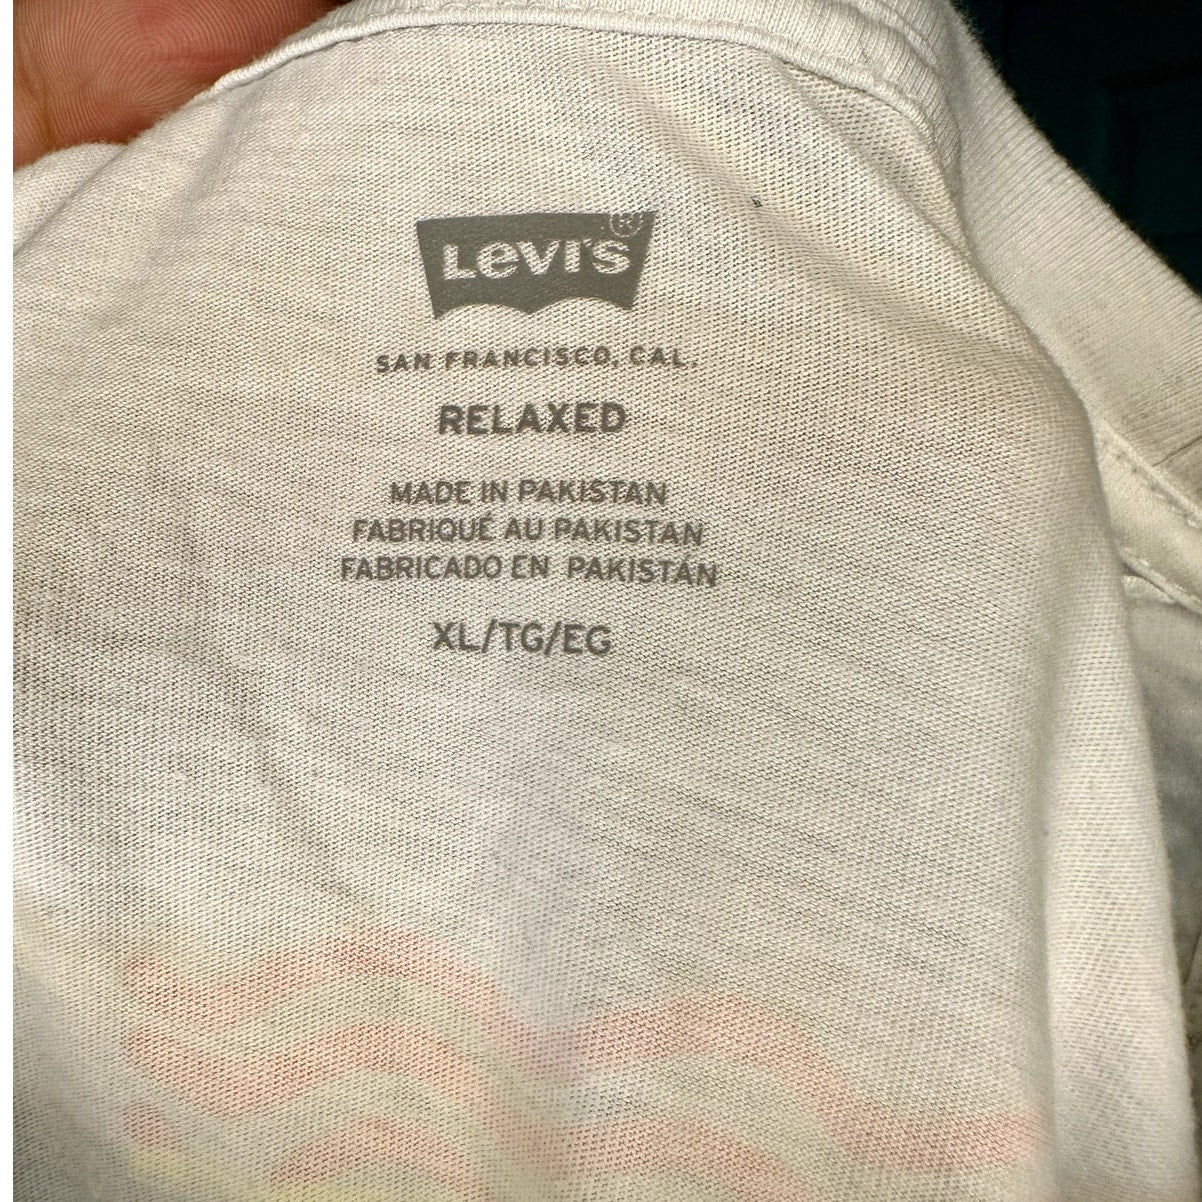 LEVI'S®
SAN FRANCISCO, CAL.
RELAXED
MADE IN PAKISTAN
FABRIQUÉ AU PAKISTAN
FABRICADO EN PAKISTÁN
XL/TG/EG